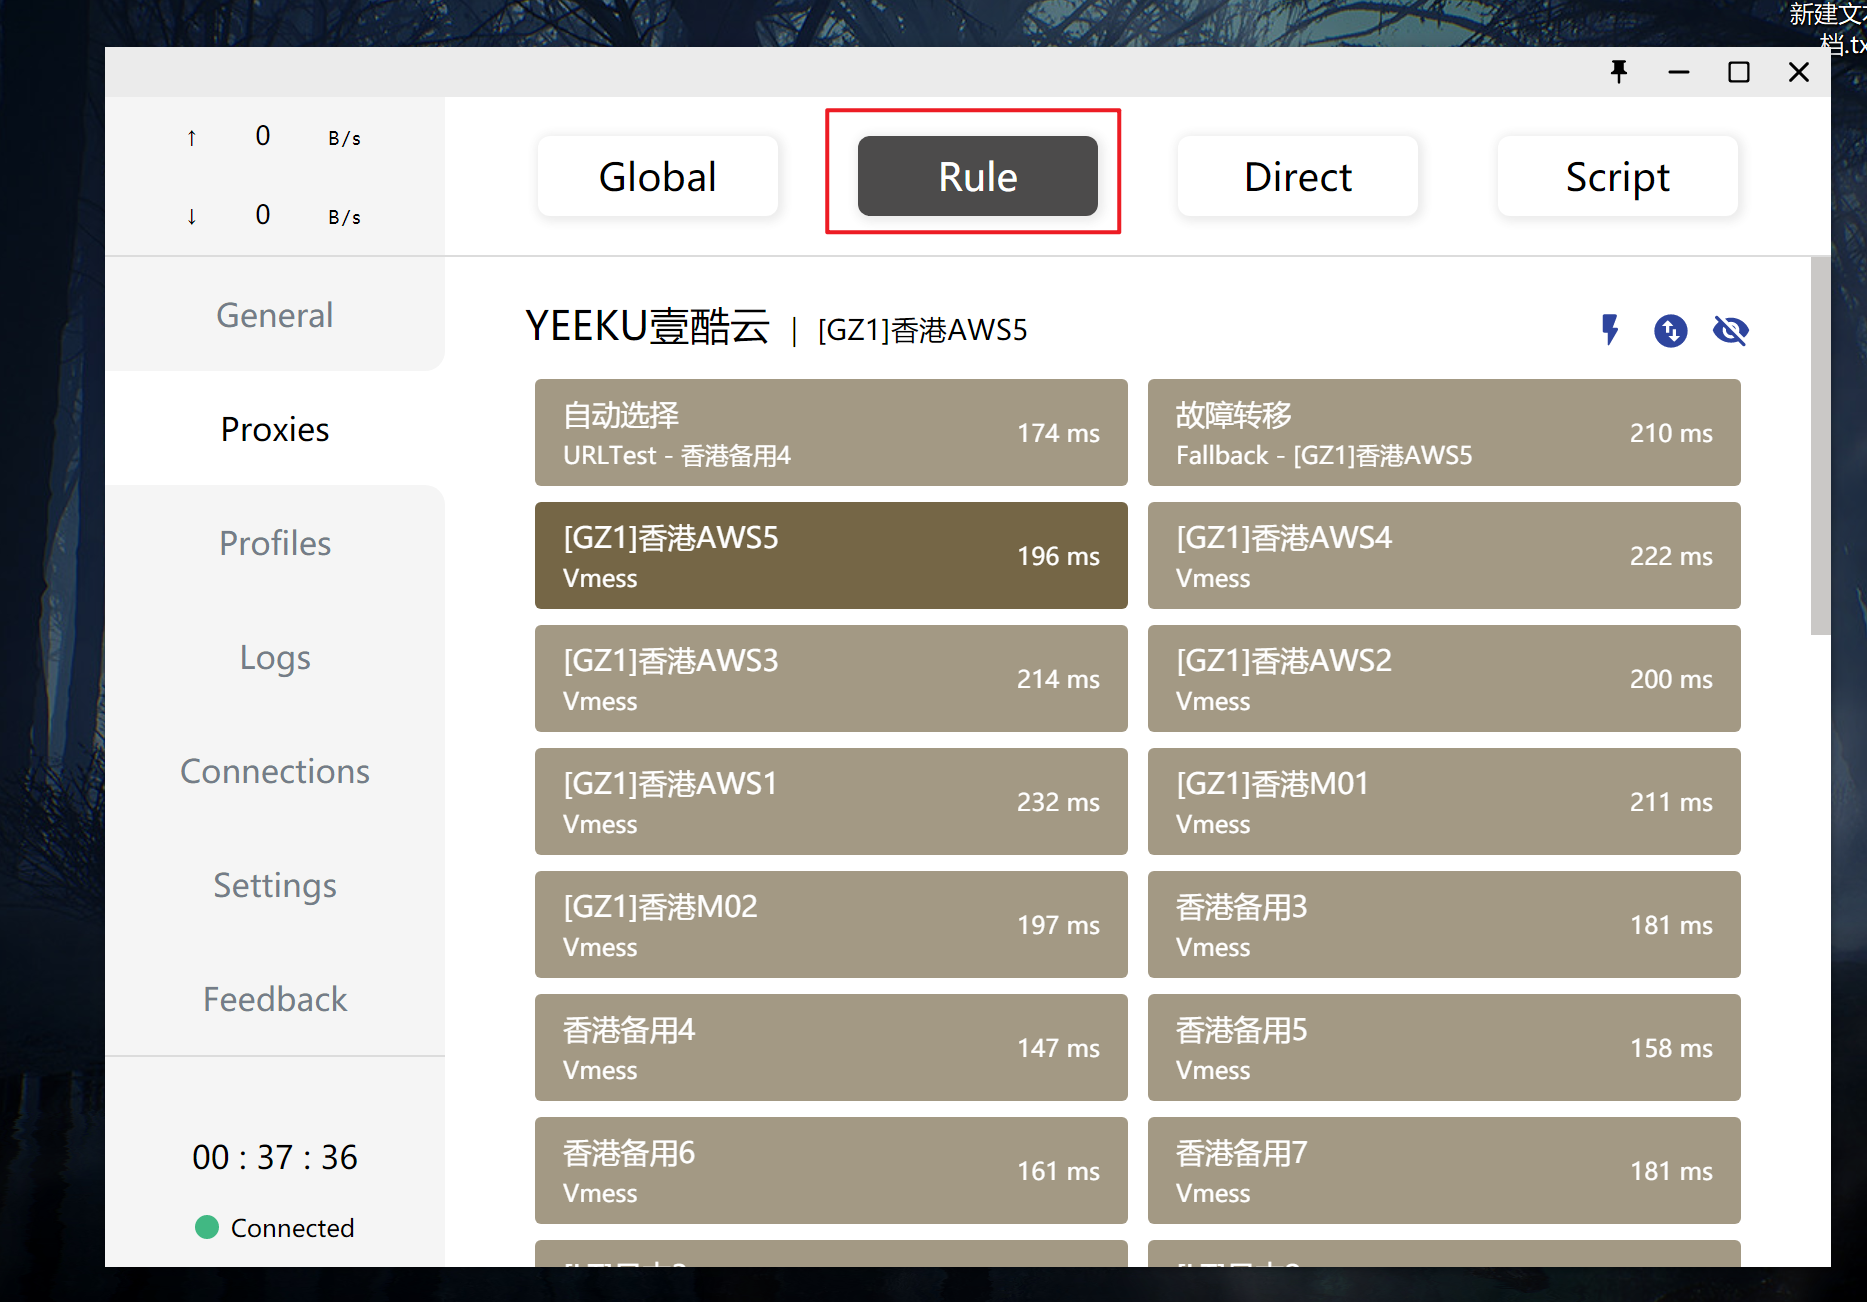 新建文
档.tx
↑ 0 B/s
↓ 0 B/s
Global
Rule
Direct
Script
General
Proxies
Profiles
Logs
Connections
Settings
Feedback
00 : 37 : 36
Connected
YEEKU壹酷云 | [GZ1]香港AWS5
自动选择
URLTest - 香港备用4
174 ms
故障转移
Fallback - [GZ1]香港AWS5
210 ms
[GZ1]香港AWS5
Vmess
196 ms
[GZ1]香港AWS4
Vmess
222 ms
[GZ1]香港AWS3
Vmess
214 ms
[GZ1]香港AWS2
Vmess
200 ms
[GZ1]香港AWS1
Vmess
232 ms
[GZ1]香港M01
Vmess
211 ms
[GZ1]香港M02
Vmess
197 ms
香港备用3
Vmess
181 ms
香港备用4
Vmess
147 ms
香港备用5
Vmess
158 ms
香港备用6
Vmess
161 ms
香港备用7
Vmess
181 ms